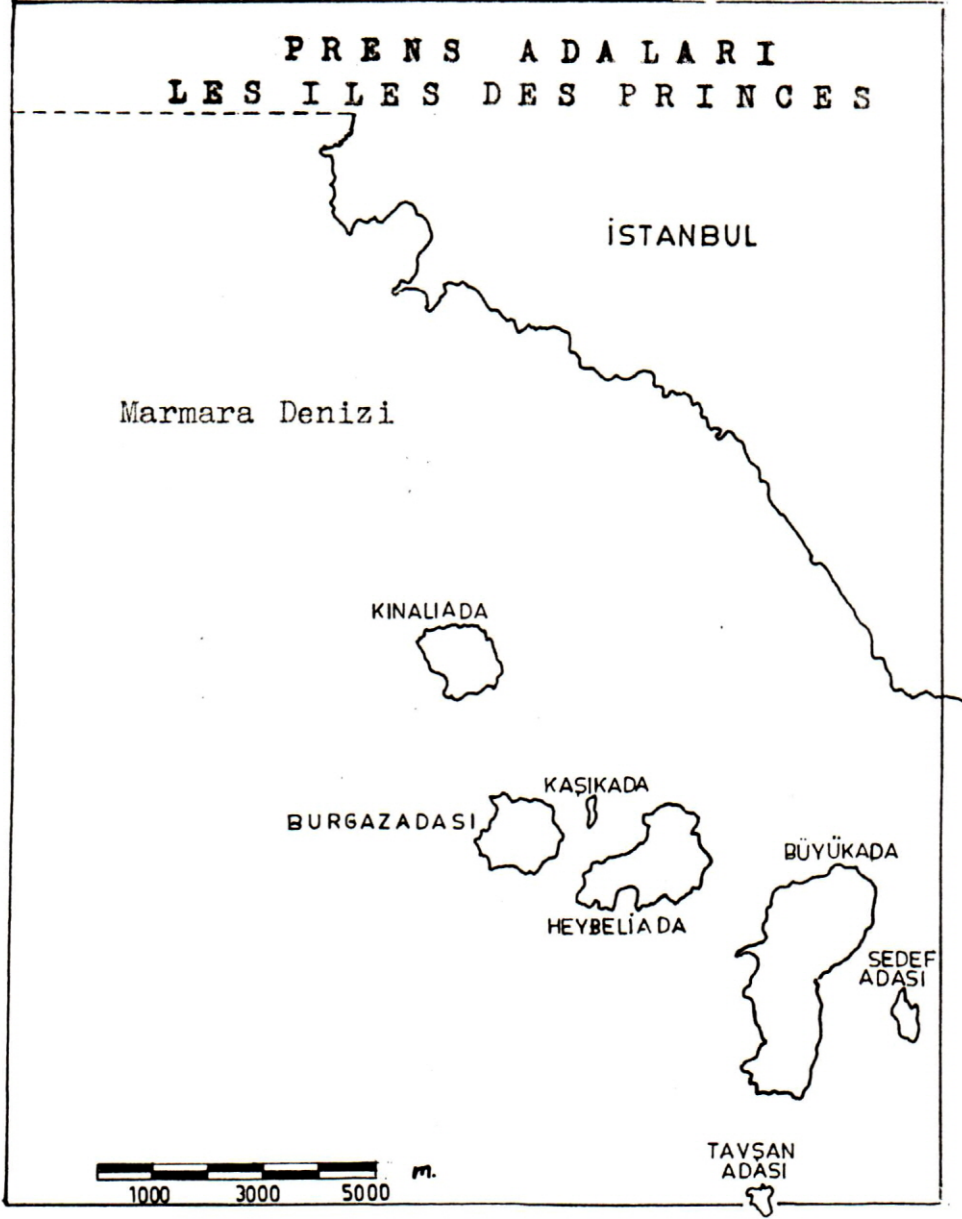 PRENS ADALARI
LES ILES DES PRINCES
İSTANBUL
Marmara Denizi
KINALIADA
KAŞIKADA
BURGAZADASI
BÜYÜKADA
HEYBELİADA
SEDEF
ADASI
TAVŞAN
ADASI
m.
1000 3000 5000